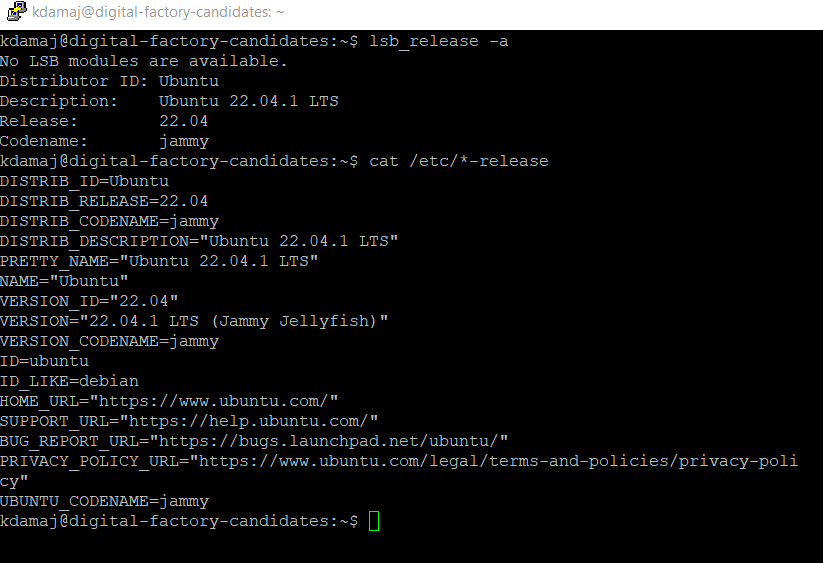 kdamaj@digital-factory-candidates: ~
kdamaj@digital-factory-candidates:~$ lsb_release -a
No LSB modules are available.
Distributor ID: Ubuntu
Description:    Ubuntu 22.04.1 LTS
Release:        22.04
Codename:       jammy
kdamaj@digital-factory-candidates:~$ cat /etc/*-release
DISTRIB_ID=Ubuntu
DISTRIB_RELEASE=22.04
DISTRIB_CODENAME=jammy
DISTRIB_DESCRIPTION="Ubuntu 22.04.1 LTS"
PRETTY_NAME="Ubuntu 22.04.1 LTS"
NAME="Ubuntu"
VERSION_ID="22.04"
VERSION="22.04.1 LTS (Jammy Jellyfish)"
VERSION_CODENAME=jammy
ID=ubuntu
ID_LIKE=debian
HOME_URL="https://www.ubuntu.com/"
SUPPORT_URL="https://help.ubuntu.com/"
BUG_REPORT_URL="https://bugs.launchpad.net/ubuntu/"
PRIVACY_POLICY_URL="https://www.ubuntu.com/legal/terms-and-policies/privacy-poli
cy"
UBUNTU_CODENAME=jammy
kdamaj@digital-factory-candidates:~$